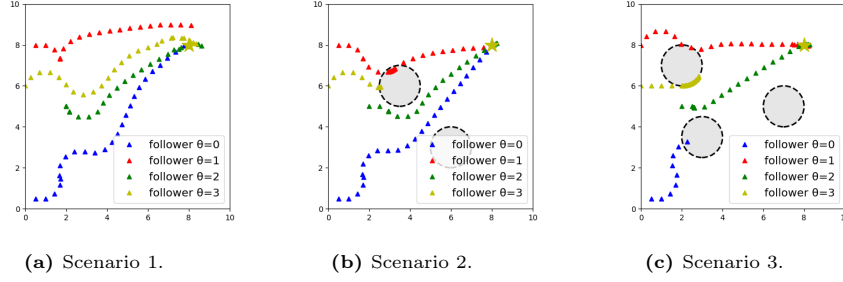 10
8
6
4
2
0
0 2 4 6 8 10
follower θ=0
follower θ=1
follower θ=2
follower θ=3
(a) Scenario 1.
10
8
6
4
2
0
0 2 4 6 8 10
follower θ=0
follower θ=1
follower θ=2
follower θ=3
(b) Scenario 2.
10
8
6
4
2
0
0 2 4 6 8 10
follower θ=0
follower θ=1
follower θ=2
follower θ=3
(c) Scenario 3.